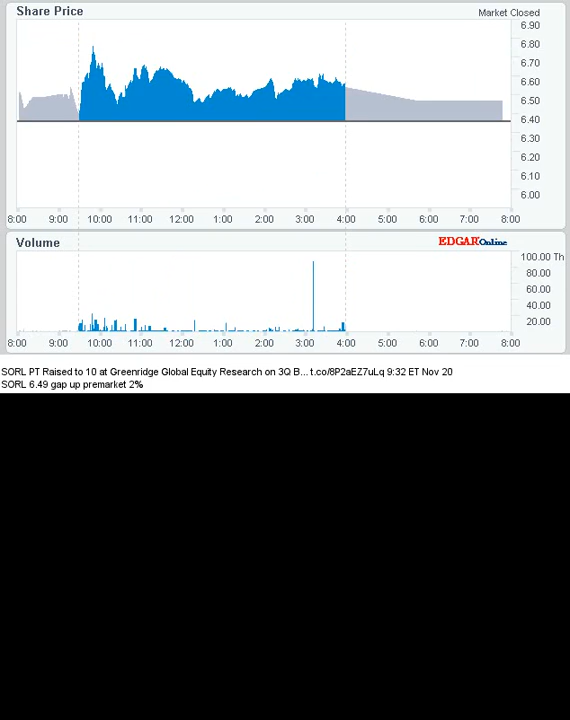 Share Price
Market Closed
6.90
6.80
6.70
6.60
6.50
6.40
6.30
6.20
6.10
6.00
8:00 9:00 10:00 11:00 12:00 1:00 2:00 3:00 4:00 5:00 6:00 7:00 8:00
Volume
EDGAR Online
100.00 Th
80.00
60.00
40.00
20.00
8:00 9:00 10:00 11:00 12:00 1:00 2:00 3:00 4:00 5:00 6:00 7:00 8:00
SORL PT Raised to 10 at Greenridge Global Equity Research on 3Q B... t.co/8P2aEZ7uLq 9:32 ET Nov 20
SORL 6.49 gap up premarket 2%